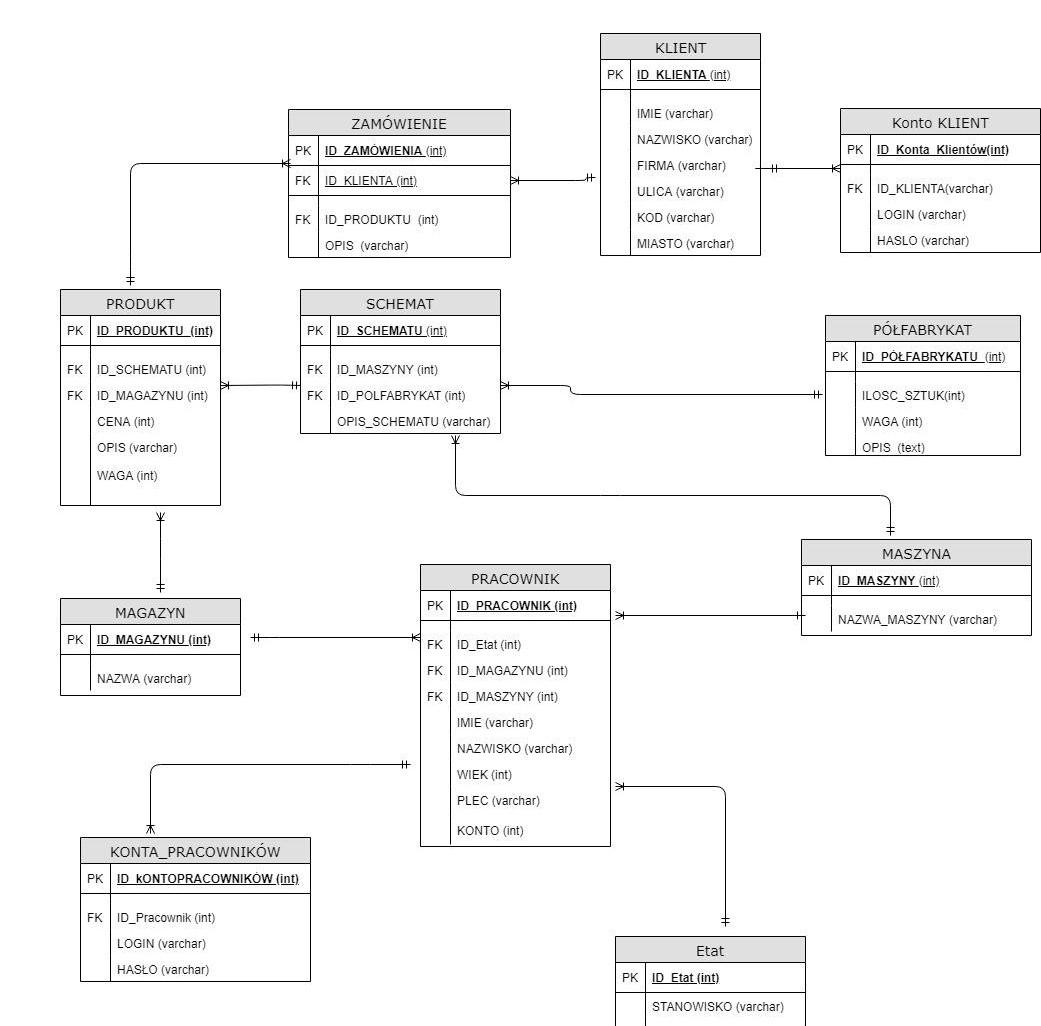 KLIENT
PK ID_KLIENTA (int)
IMIE (varchar)
NAZWISKO (varchar)
FIRMA (varchar)
ULICA (varchar)
KOD (varchar)
MIASTO (varchar)
ZAMÓWIENIE
PK ID_ZAMÓWIENIA (int)
FK ID_KLIENTA (int)
FK ID_PRODUKTU (int)
OPIS (varchar)
Konto KLIENT
PK ID_Konta_Klientów(int)
FK ID_KLIENTA(varchar)
LOGIN (varchar)
HASLO (varchar)
PRODUKT
PK ID_PRODUKTU (int)
FK ID_SCHEMATU (int)
FK ID_MAGAZYNU (int)
CENA (int)
OPIS (varchar)
WAGA (int)
SCHEMAT
PK ID_SCHEMATU (int)
FK ID_MASZYNY (int)
FK ID_POLFABRYKAT (int)
OPIS_SCHEMATU (varchar)
PÓŁFABRYKAT
PK ID_PÓŁFABRYKATU (int)
ILOSC_SZTUK(int)
WAGA (int)
OPIS (text)
MASZYNA
PK ID_MASZYNY (int)
NAZWA_MASZYNY (varchar)
MAGAZYN
PK ID_MAGAZYNU (int)
NAZWA (varchar)
PRACOWNIK
PK ID_PRACOWNIK (int)
FK ID_Etat (int)
FK ID_MAGAZYNU (int)
FK ID_MASZYNY (int)
IMIE (varchar)
NAZWISKO (varchar)
WIEK (int)
PLEC (varchar)
KONTO (int)
KONTA_PRACOWNIKÓW
PK ID_kONTOPRACOWNIKÓW (int)
FK ID_Pracownik (int)
LOGIN (varchar)
HASŁO (varchar)
Etat
PK ID_Etat (int)
STANOWISKO (varchar)